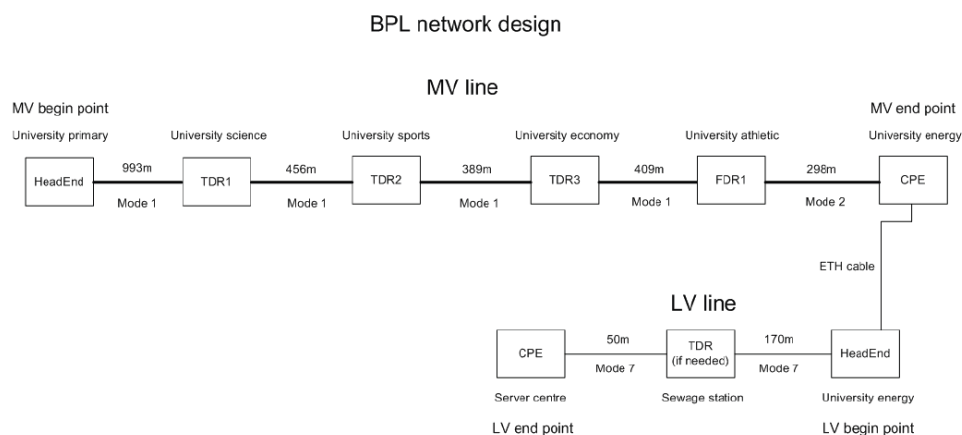 BPL network design
MV line
MV begin point
MV end point
University primary
University science
University sports
University economy
University athletic
University energy
HeadEnd
993m
TDR1
456m
TDR2
389m
TDR3
409m
FDR1
298m
CPE
Mode 1
Mode 1
Mode 1
Mode 1
Mode 2
ETH cable
LV line
CPE
50m
TDR
(if needed)
170m
HeadEnd
Mode 7
Mode 7
Server centre
Sewage station
University energy
LV end point
LV begin point